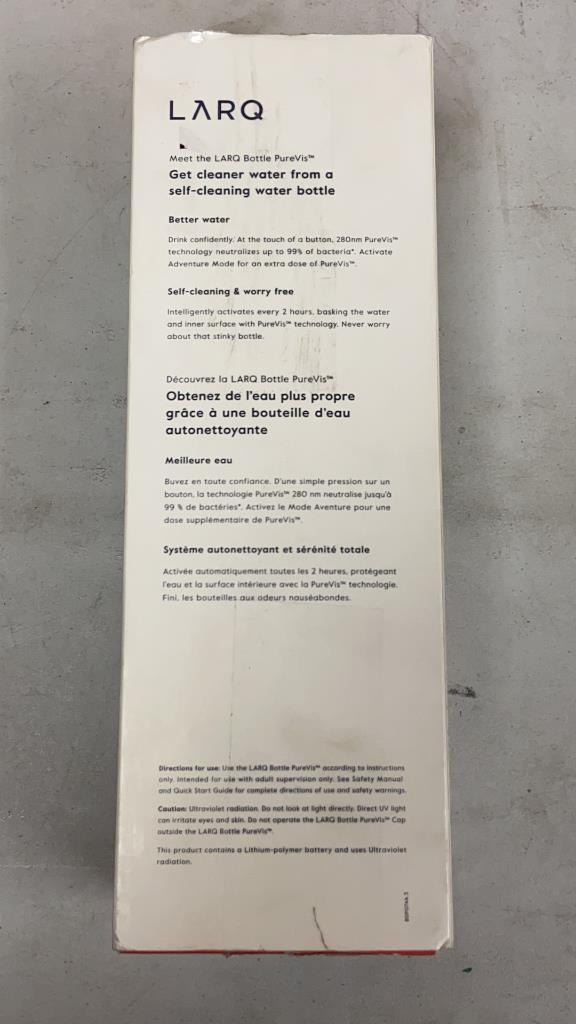 LARQ
Meet the LARQ Bottle PureVis™
Get cleaner water from a
self-cleaning water bottle
Better water
Drink confidently. At the touch of a button, 280nm PureVis™
technology neutralizes up to 99% of bacteria*. Activate
Adventure Mode for an extra dose of PureVis™.
Self-cleaning & worry free
Intelligently activates every 2 hours, basking the water
and inner surface with PureVis™ technology. Never worry
about that stinky bottle.
Découvrez la LARQ Bottle PureVis™
Obtenez de l'eau plus propre
grâce à une bouteille d'eau
autonettoyante
Meilleure eau
Buvez en toute confiance. D'une simple pression sur un
bouton, la technologie PureVis™ 280 nm neutralise jusqu'à
99 % de bactéries*. Activez le Mode Aventure pour une
dose supplémentaire de PureVis™.
Système autonettoyant et sérénité totale
Activée automatiquement toutes les 2 heures, protégeant
l'eau et la surface intérieure avec la PureVis™ technologie.
Fini, les bouteilles aux odeurs nauséabondes.
Directions for use: Use the LARQ Bottle PureVis™ according to instructions
only. Intended for use with adult supervision only. See Safety Manual
and Quick Start Guide for complete directions of use and safety warnings.
Caution: Ultraviolet radiation. Do not look at light directly. Direct UV light
can irritate eyes and skin. Do not operate the LARQ Bottle PureVis™ Cap
outside the LARQ Bottle PureVis™.
This product contains a Lithium-polymer battery and uses Ultraviolet
radiation.